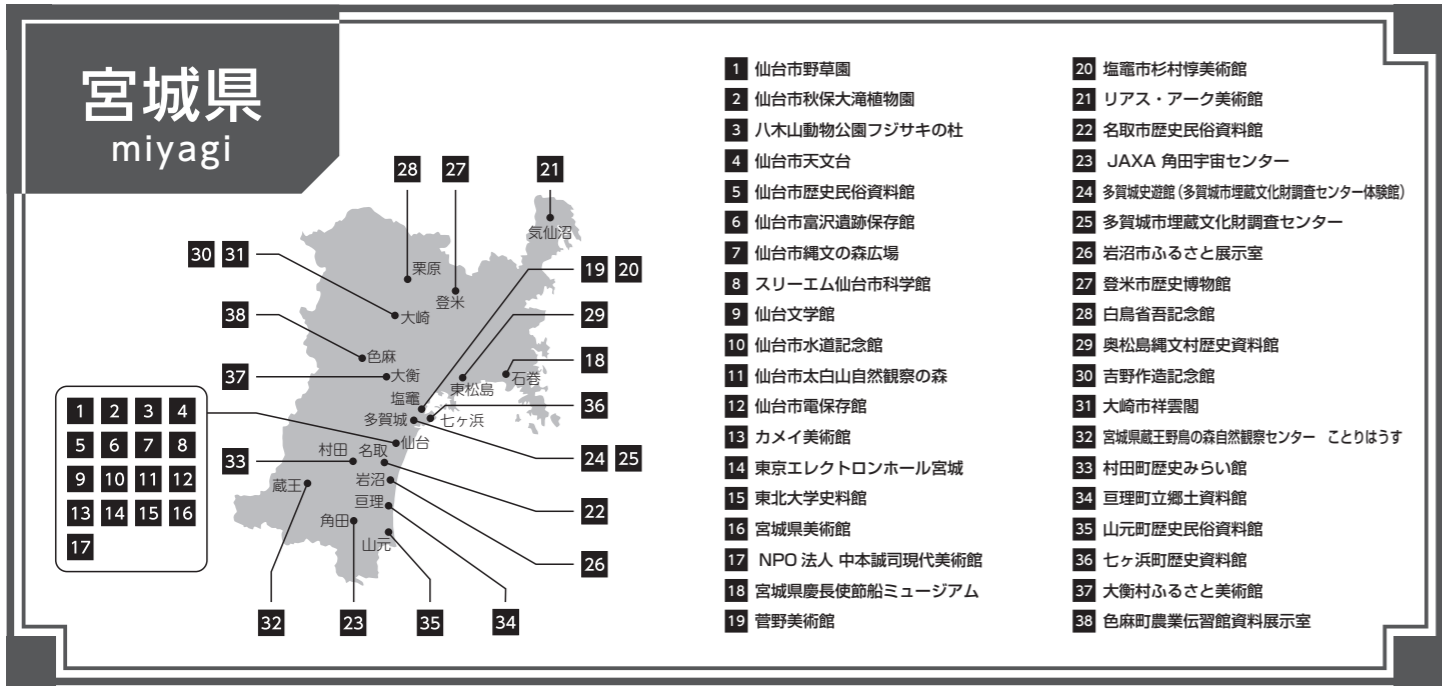 宮城県
miyagi
28 27 21
気仙沼
30 31
栗原
19 20
登米
大崎
38
29
色麻
18
37
大衡
石巻
東松島
塩竈
36
1 2 3 4
多賀城
七ヶ浜
5 6 7 8
仙台
村田
名取
33
24 25
9 10 11 12
蔵王
岩沼
亘理
22
13 14 15 16
角田
山元
17
26
32 23 35 34
1 仙台市野草園
2 仙台市秋保大滝植物園
3 八木山動物公園フジサキの杜
4 仙台市天文台
5 仙台市歴史民俗資料館
6 仙台市富沢遺跡保存館
7 仙台市縄文の森広場
8 スリーエム仙台市科学館
9 仙台文学館
10 仙台市水道記念館
11 仙台市太白山自然観察の森
12 仙台市電保存館
13 カメイ美術館
14 東京エレクトロンホール宮城
15 東北大学史料館
16 宮城県美術館
17 NPO 法人 中本誠司現代美術館
18 宮城県慶長使節船ミュージアム
19 菅野美術館
20 塩竈市杉村惇美術館
21 リアス・アーク美術館
22 名取市歴史民俗資料館
23 JAXA 角田宇宙センター
24 多賀城史遊館（多賀城市埋蔵文化財調査センター体験館）
25 多賀城市埋蔵文化財調査センター
26 岩沼市ふるさと展示室
27 登米市歴史博物館
28 白鳥省吾記念館
29 奥松島縄文村歴史資料館
30 吉野作造記念館
31 大崎市祥雲閣
32 宮城県蔵王野鳥の森自然観察センター　ことりはうす
33 村田町歴史みらい館
34 亘理町立郷土資料館
35 山元町歴史民俗資料館
36 七ヶ浜町歴史資料館
37 大衡村ふるさと美術館
38 色麻町農業伝習館資料展示室